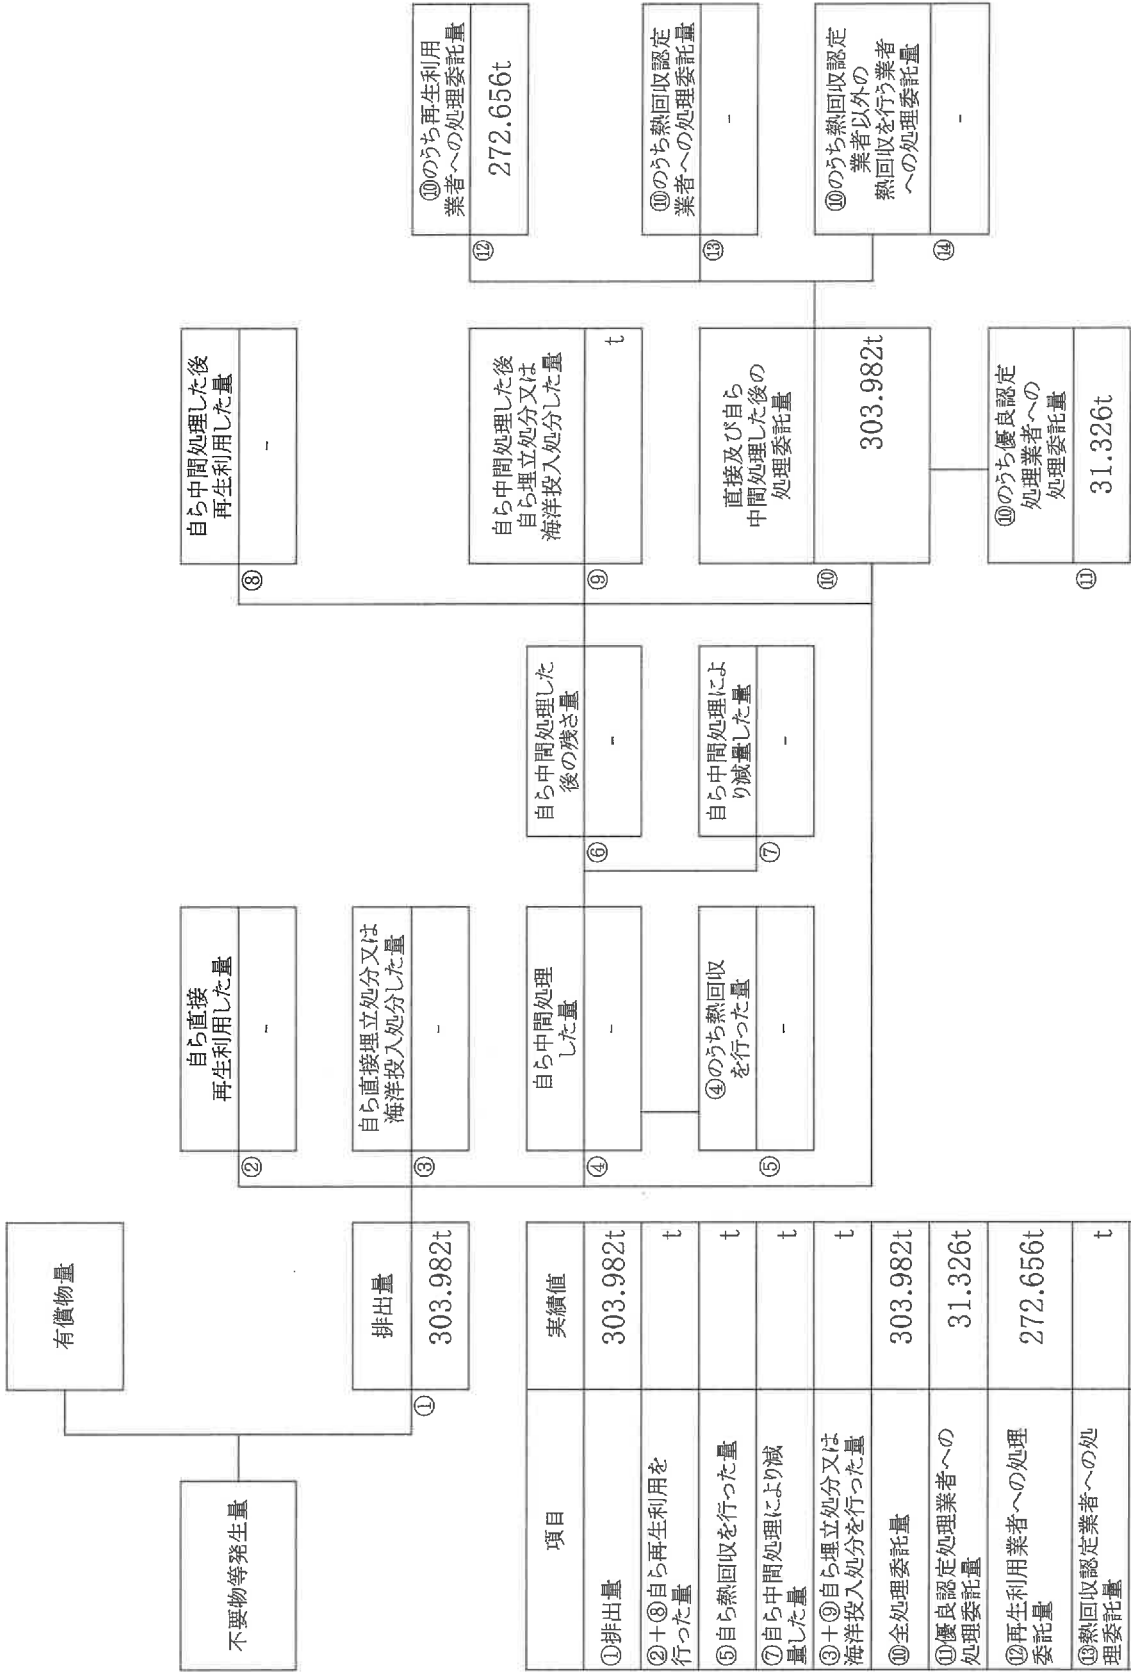 不要物等発生量
有償物量
排出量
①
303.982t
自ら直接
再生利用した量
②
-
自ら直接埋立処分又は
海洋投入処分した量
③
-
自ら中間処理
した量
④
-
④のうち熱回収
を行った量
⑤
-
自ら中間処理した
後の残さ量
⑥
-
自ら中間処理によ
り減量した量
⑦
-
自ら中間処理した後
再生利用した量
⑧
-
自ら中間処理した後
自ら埋立処分又は
海洋投入処分した量
⑨
t
直接及び自ら
中間処理した後の
処理委託量
⑩
303.982t
⑩のうち優良認定
処理業者への
処理委託量
⑪
31.326t
⑩のうち再生利用
業者への処理委託量
⑫
272.656t
⑩のうち熱回収認定
業者への処理委託量
⑬
-
⑩のうち熱回収認定
業者以外の
熱回収を行う業者
への処理委託量
⑭
-
項目 実績値
①排出量 303.982t
②+⑧自ら再生利用を
行った量 t
⑤自ら熱回収を行った量 t
⑦自ら中間処理により減
量した量 t
③+⑨自ら埋立処分又は
海洋投入処分を行った量 t
⑩全処理委託量 303.982t
⑪優良認定処理業者への
処理委託量 31.326t
⑫再生利用業者への処理
委託量 272.656t
⑬熱回収認定業者への処
理委託量 t